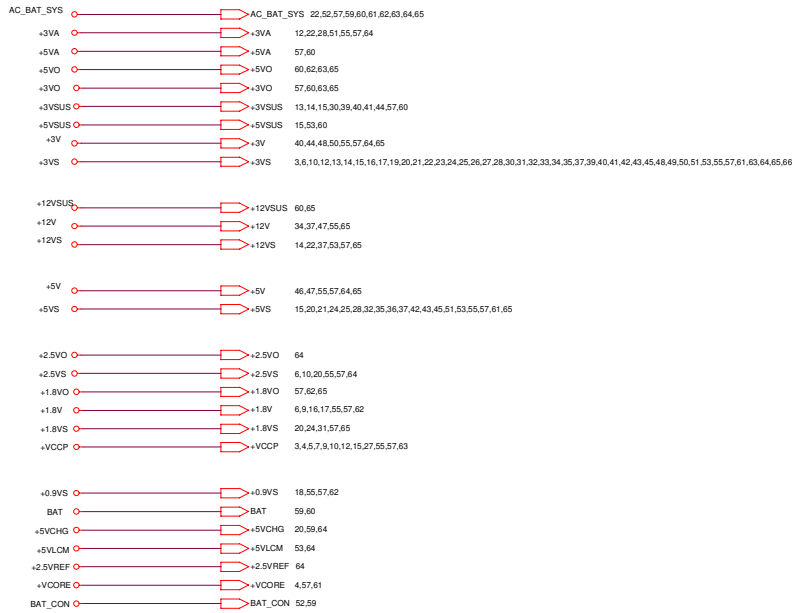 AC_BAT_SYS AC_BAT_SYS 22,52,57,59,60,61,62,63,64,65
+3VA +3VA 12,22,28,51,55,57,64
+5VA +5VA 57,60
+5VO +5VO 60,62,63,65
+3VO +3VO 57,60,63,65
+3VSUS +3VSUS 13,14,15,30,39,40,41,44,57,60
+5VSUS +5VSUS 15,53,60
+3V +3V 40,44,48,50,55,57,64,65
+3VS +3VS 3,6,10,12,13,14,15,16,17,19,20,21,22,23,24,25,26,27,28,30,31,32,33,34,35,37,39,40,41,42,43,45,48,49,50,51,53,55,57,61,63,64,65,66
+12VSUS +12VSUS 60,65
+12V +12V 34,37,47,55,65
+12VS +12VS 14,22,37,53,57,65
+5V +5V 46,47,55,57,64,65
+5VS +5VS 15,20,21,24,25,28,32,35,36,37,42,43,45,51,53,55,57,61,65
+2.5VO +2.5VO 64
+2.5VS +2.5VS 6,10,20,55,57,64
+1.8VO +1.8VO 57,62,65
+1.8V +1.8V 6,9,16,17,55,57,62
+1.8VS +1.8VS 20,24,31,57,65
+VCCP +VCCP 3,4,5,7,9,10,12,15,27,55,57,63
+0.9VS +0.9VS 18,55,57,62
BAT BAT 59,60
+5VCHG +5VCHG 20,59,64
+5VLCM +5VLCM 53,64
+2.5VREF +2.5VREF 64
+VCORE +VCORE 4,57,61
BAT_CON BAT_CON 52,59